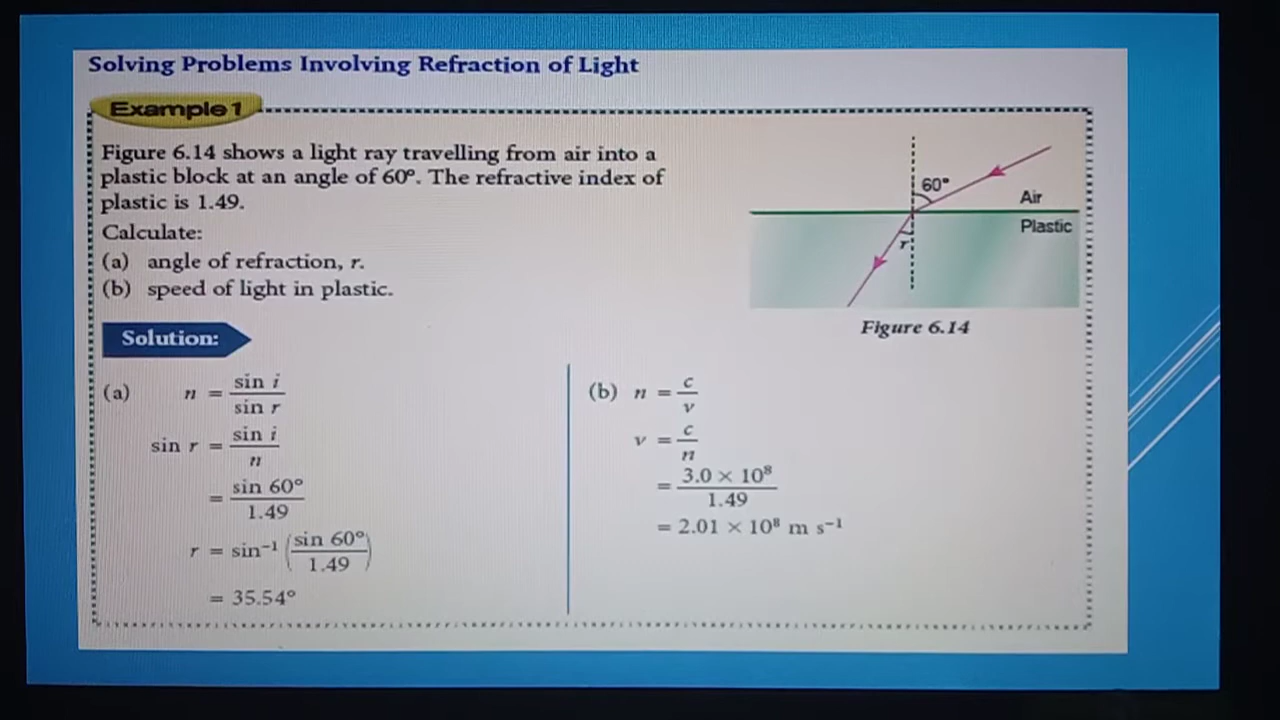 Solving Problems Involving Refraction of Light
Example 1
Figure 6.14 shows a light ray travelling from air into a
plastic block at an angle of 60°. The refractive index of
plastic is 1.49.
Calculate:
(a) angle of refraction, r.
(b) speed of light in plastic.
60°
Air
Plastic
r
Figure 6.14
Solution:
(a) n = sin i / sin r
sin r = sin i / n
= sin 60° / 1.49
r = sin⁻¹ (sin 60° / 1.49)
= 35.54°
(b) n = c / v
v = c / n
= 3.0 × 10⁸ / 1.49
= 2.01 × 10⁸ m s⁻¹